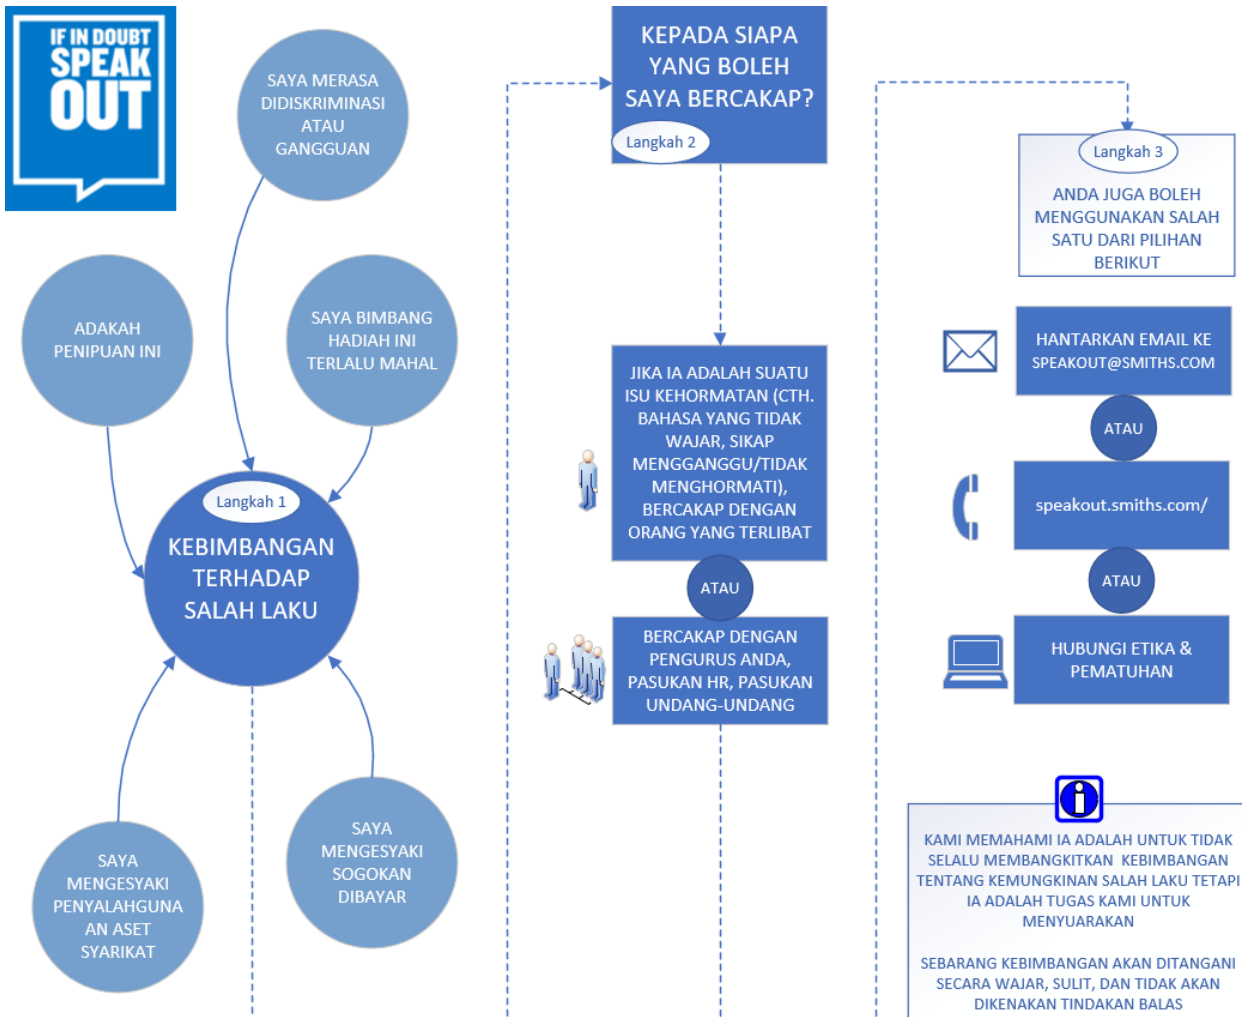 IF IN DOUBT
SPEAK
OUT
SAYA MERASA
DIDISKRIMINASI
ATAU
GANGGUAN
ADAKAH
PENIPUAN INI
SAYA BIMBANG
HADIAH INI
TERLALU MAHAL
Langkah 1
KEBIMBANGAN
TERHADAP
SALAH LAKU
SAYA
MENGESYAKI
PENYALAHGUNA
AN ASET
SYARIKAT
SAYA
MENGESYAKI
SOGOKAN
DIBAYAR
KEPADA SIAPA
YANG BOLEH
SAYA BERCAKAP?
Langkah 2
JIKA IA ADALAH SUATU
ISU KEHORMATAN (CTH.
BAHASA YANG TIDAK
WAJAR, SIKAP
MENGGANGGU/TIDAK
MENGHORMATI),
BERCAKAP DENGAN
ORANG YANG TERLIBAT
ATAU
BERCAKAP DENGAN
PENGURUS ANDA,
PASUKAN HR, PASUKAN
UNDANG-UNDANG
Langkah 3
ANDA JUGA BOLEH
MENGGUNAKAN SALAH
SATU DARI PILIHAN
BERIKUT
HANTARKAN EMAIL KE
SPEAKOUT@SMITHS.COM
ATAU
speakout.smiths.com/
ATAU
HUBUNGI ETIKA &
PEMATUHAN
i
KAMI MEMAHAMI IA ADALAH UNTUK TIDAK
SELALU MEMBANGKITKAN KEBIMBANGAN
TENTANG KEMUNGKINAN SALAH LAKU TETAPI
IA ADALAH TUGAS KAMI UNTUK
MENYUARAKAN
SEBARANG KEBIMBANGAN AKAN DITANGANI
SECARA WAJAR, SULIT, DAN TIDAK AKAN
DIKENAKAN TINDAKAN BALAS